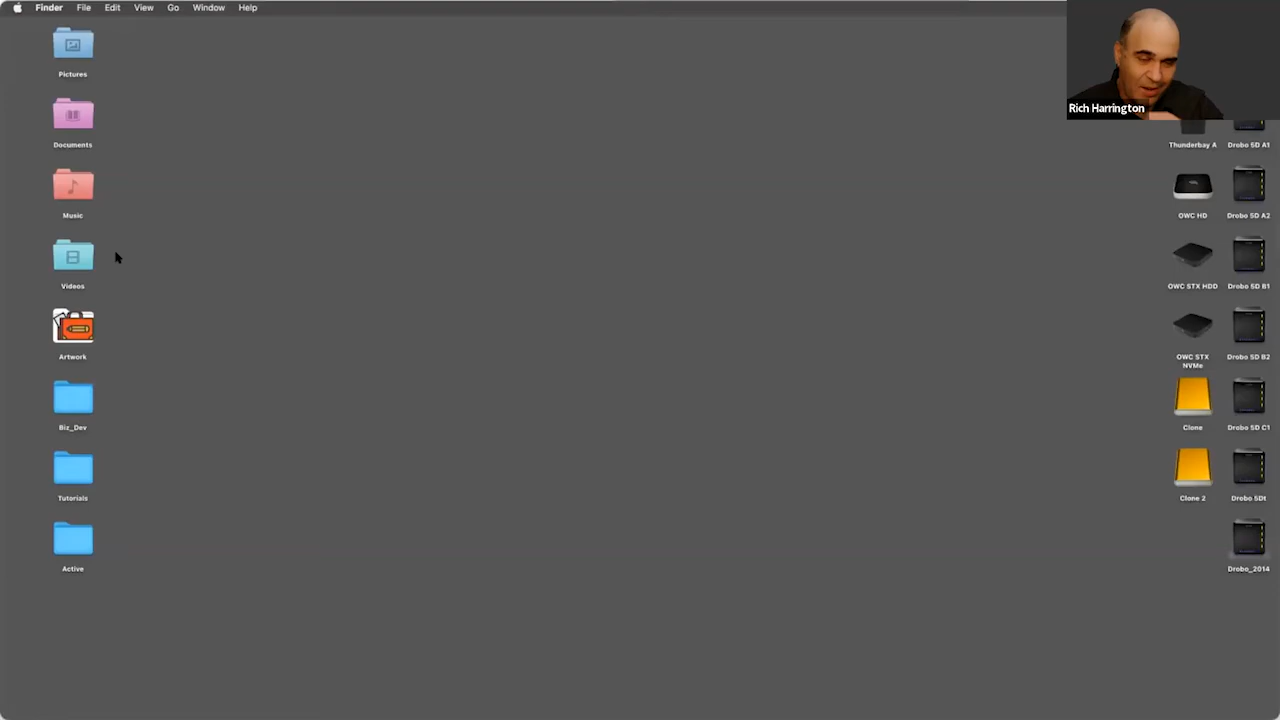 Finder File Edit View Go Window Help
Pictures
Documents
Music
Videos
Artwork
Biz_Dev
Tutorials
Active
Rich Harrington
Thunderbay A Drobo 5D A1
OWC HD Drobo 5D A2
OWC STX HDD Drobo 5D B1
OWC STX Drobo 5D B2
NVMe
Clone Drobo 5D C1
Clone 2 Drobo 5Dt
Drobo_2014